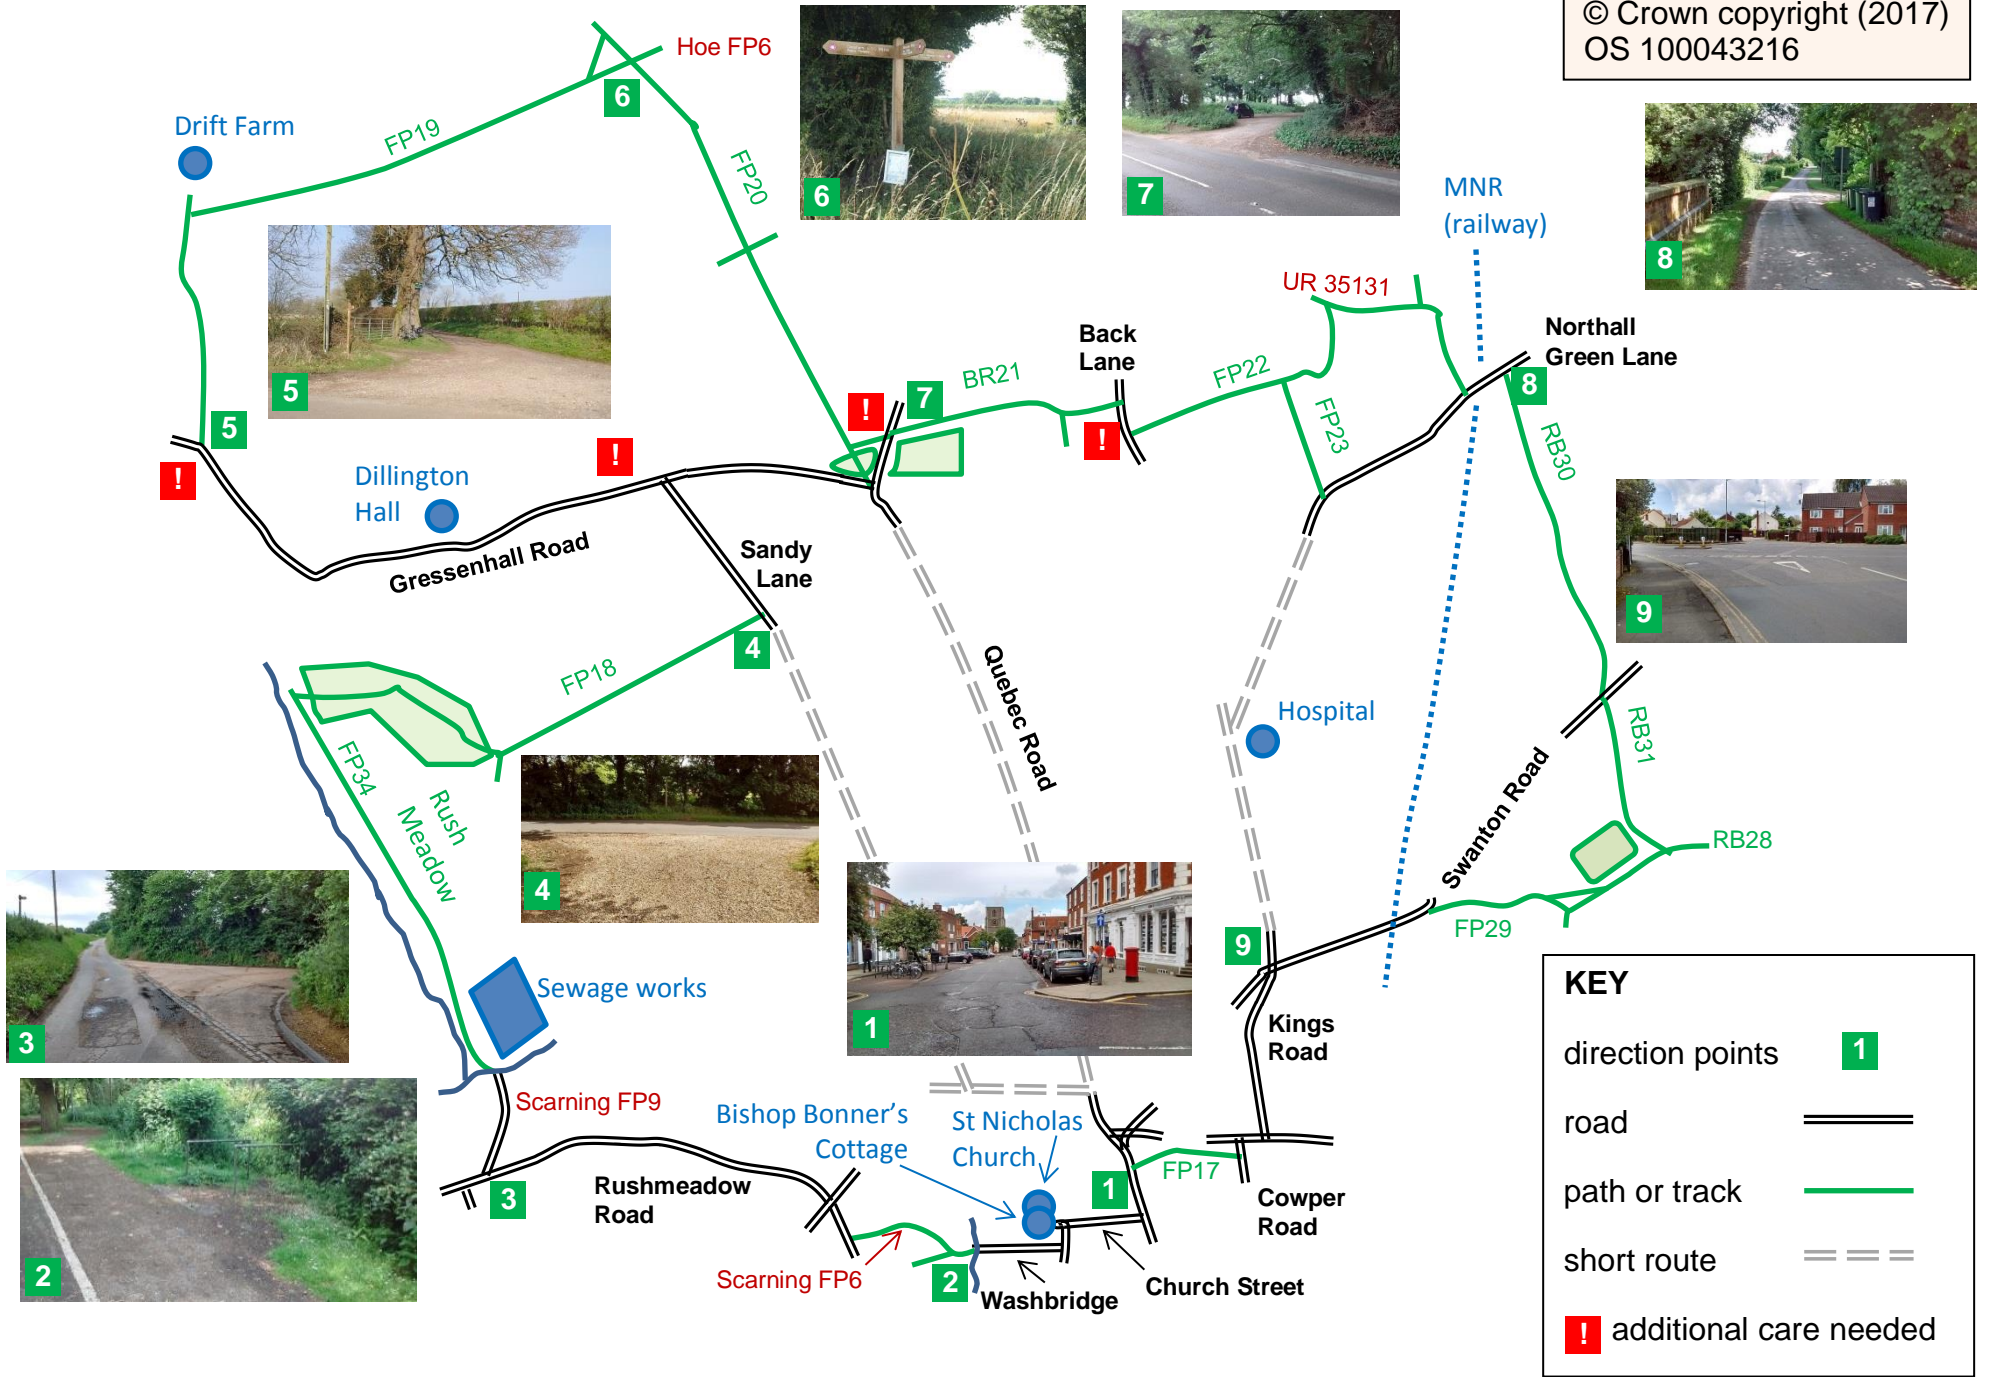 © Crown copyright (2017)
OS 100043216
Hoe FP6
6
Drift Farm
FP19
FP20
6
7
8
MNR
(railway)
UR 35131
Northall
Green Lane
8
5
5
!
Dillington
Hall
!
Gressenhall Road
!
7
BR21
Back
Lane
!
FP22
FP23
RB30
9
Sandy
Lane
4
FP18
Quebec Road
Hospital
RB31
Swanton Road
RB28
FP29
FP34
Rush
Meadow
4
1
9
Kings
Road
3
Sewage works
2
Scarning FP9
3
Rushmeadow
Road
Bishop Bonner’s
Cottage
St Nicholas
Church
1
FP17
Cowper
Road
Scarning FP6
2
Washbridge
Church Street
KEY
direction points 1
road
path or track
short route
! additional care needed